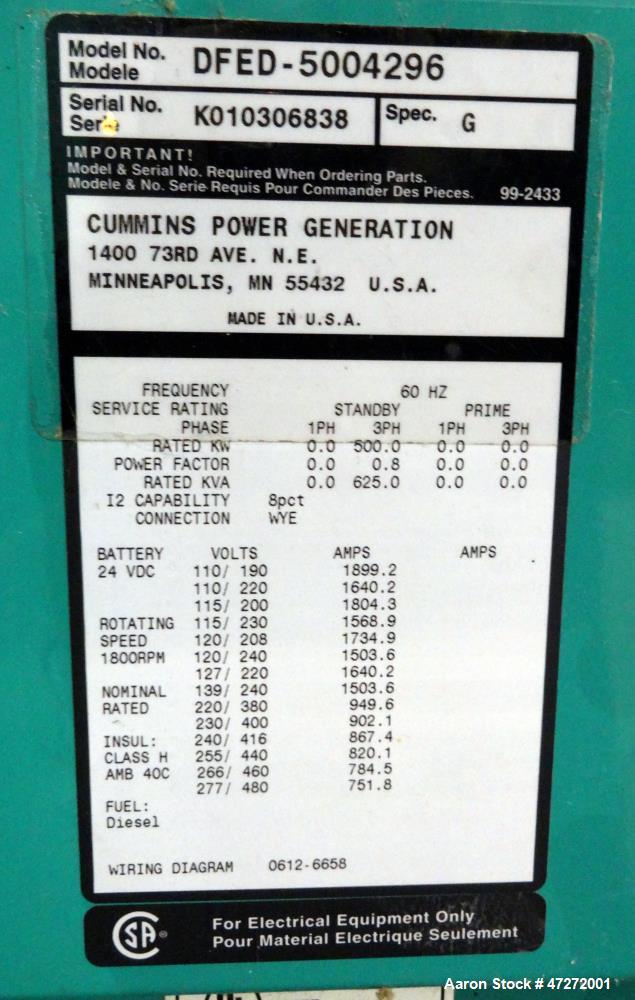 Model No. DFED-5004296
Modele
Serial No. K010306838 Spec. G
Serie
IMPORTANT!
Model & Serial No. Required When Ordering Parts.
Modele & No. Serie Requis Pour Commander Des Pieces. 99-2433
CUMMINS POWER GENERATION
1400 73RD AVE. N.E.
MINNEAPOLIS, MN 55432 U.S.A.
MADE IN U.S.A.
FREQUENCY 60 HZ
SERVICE RATING STANDBY PRIME
PHASE 1PH 3PH 1PH 3PH
RATED KW 0.0 500.0 0.0 0.0
POWER FACTOR 0.0 0.8 0.0 0.0
RATED KVA 0.0 625.0 0.0 0.0
I2 CAPABILITY 8pct
CONNECTION WYE
BATTERY VOLTS AMPS AMPS
24 VDC 110/ 190 1899.2
110/ 220 1640.2
115/ 200 1804.3
ROTATING 115/ 230 1568.9
SPEED 120/ 208 1734.9
1800RPM 120/ 240 1503.6
127/ 220 1640.2
NOMINAL 139/ 240 1503.6
RATED 220/ 380 949.6
230/ 400 902.1
INSUL: 240/ 416 867.4
CLASS H 255/ 440 820.1
AMB 40C 266/ 460 784.5
277/ 480 751.8
FUEL:
Diesel
WIRING DIAGRAM 0612-6658
SA ®
For Electrical Equipment Only
Pour Material Electrique Seulement
Aaron Stock # 47272001